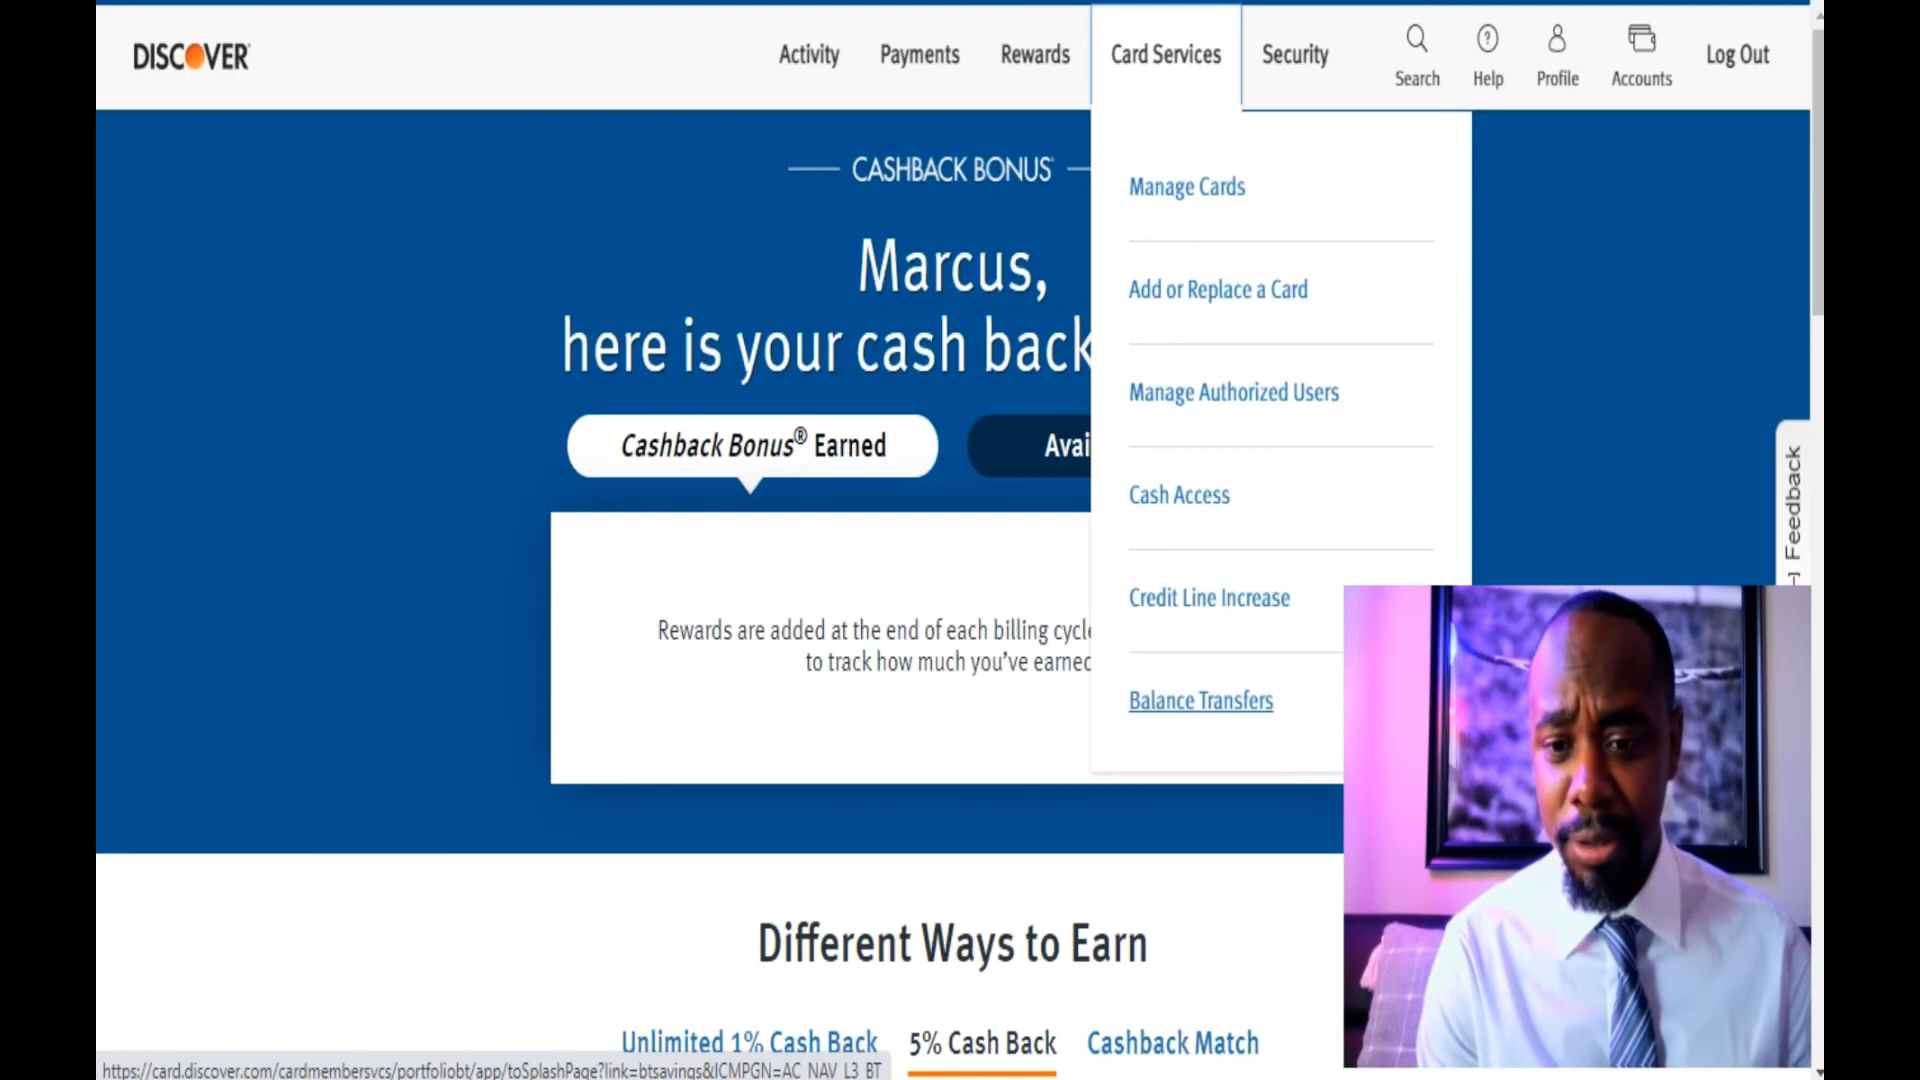 DISCOVER
Activity
Payments
Rewards
Card Services
Security
Search
Help
Profile
Accounts
Log Out
CASHBACK BONUS®
Marcus,
here is your cash back
Cashback Bonus® Earned
Manage Cards
Add or Replace a Card
Manage Authorized Users
Cash Access
Credit Line Increase
Balance Transfers
Rewards are added at the end of each billing
to track how much you've
[-] Feedback
Different Ways to Earn
Unlimited 1% Cash Back
5% Cash Back
Cashback Match
https://card.discover.com/cardmembersvcs/portfoliobt/app/toSplashPage?link=btsavings&ICMPGN=AC_NAV_L3_BT